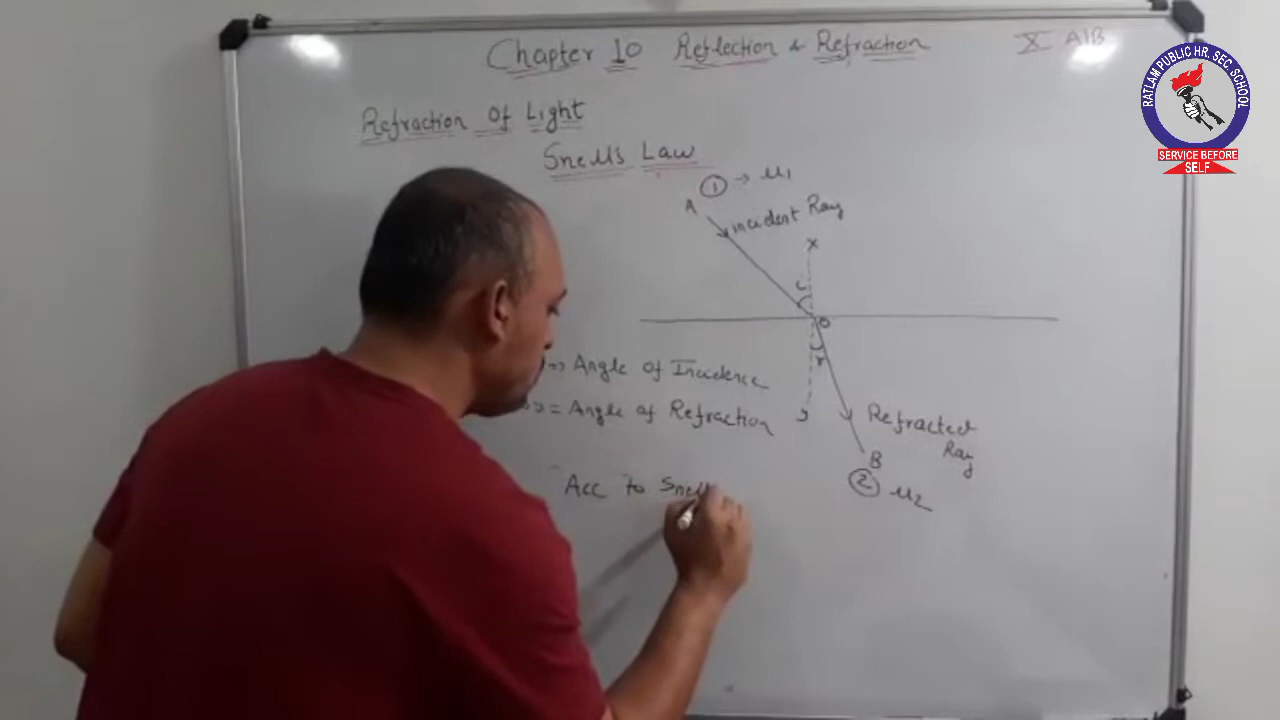 Chapter 10 Reflection & Refraction
X A/B
RATLAM PUBLIC HR. SEC. SCHOOL
SERVICE BEFORE
SELF
Refraction Of Light
Snell's Law
1 → μ1
A
incident Ray
X
i
O
r
=> Angle of Incidence
=> = Angle of Refraction
Refracted
Ray
B
2 μ2
Acc to Snell